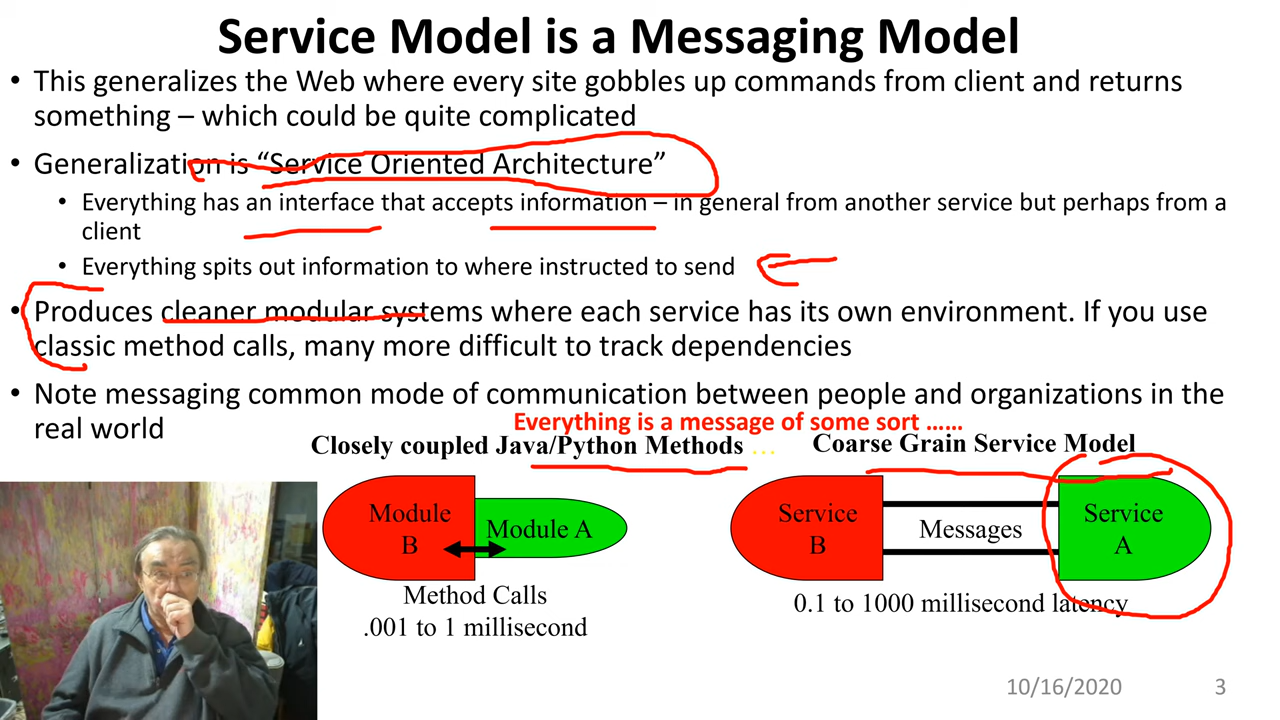 Service Model is a Messaging Model
• This generalizes the Web where every site gobbles up commands from client and returns
something – which could be quite complicated
• Generalization is “Service Oriented Architecture”
• Everything has an interface that accepts information – in general from another service but perhaps from a
client
• Everything spits out information to where instructed to send
• Produces cleaner modular systems where each service has its own environment. If you use
classic method calls, many more difficult to track dependencies
• Note messaging common mode of communication between people and organizations in the
real world
Everything is a message of some sort ……
Closely coupled Java/Python Methods …
Module
B
Module A
Method Calls
.001 to 1 millisecond
Coarse Grain Service Model
Service
B
Messages
Service
A
0.1 to 1000 millisecond latency
10/16/2020
3